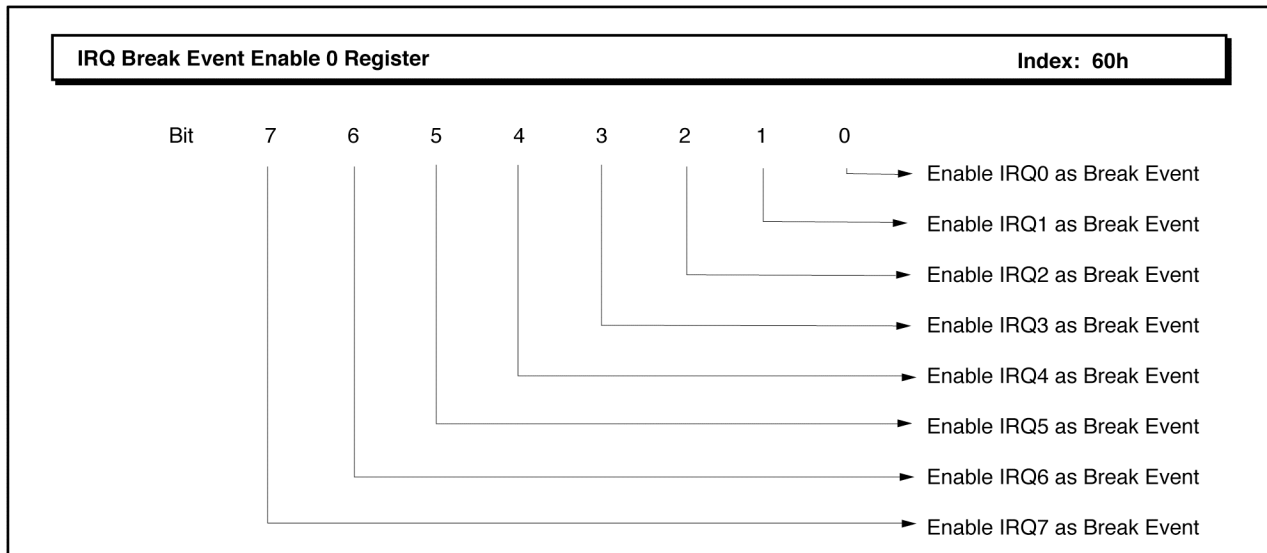 IRQ Break Event Enable 0 Register Index: 60h
Bit 7 6 5 4 3 2 1 0
Enable IRQ0 as Break Event
Enable IRQ1 as Break Event
Enable IRQ2 as Break Event
Enable IRQ3 as Break Event
Enable IRQ4 as Break Event
Enable IRQ5 as Break Event
Enable IRQ6 as Break Event
Enable IRQ7 as Break Event